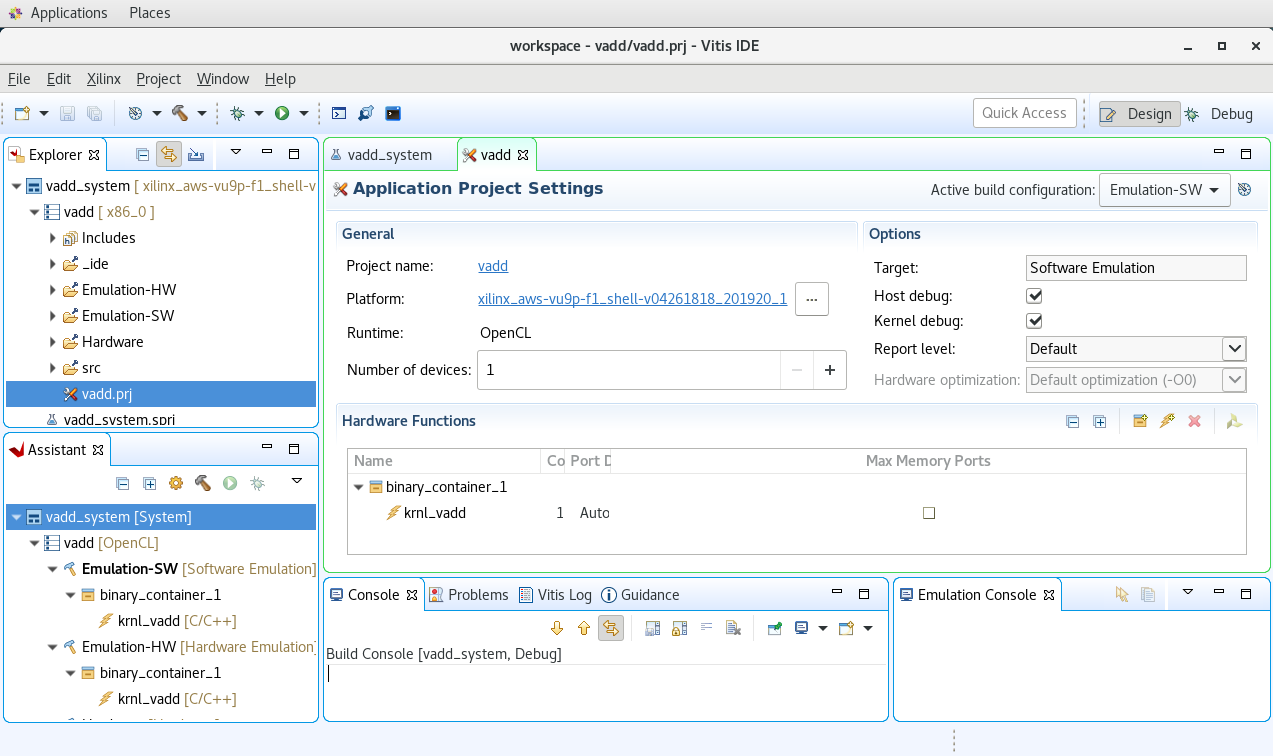 Applications Places
workspace - vadd/vadd.prj - Vitis IDE
File Edit Xilinx Project Window Help
Quick Access
Design
Debug
Explorer
vadd_system [ xilinx_aws-vu9p-f1_shell-v
vadd [ x86_0 ]
Includes
_ide
Emulation-HW
Emulation-SW
Hardware
src
vadd.prj
vadd_system.sprj
Assistant
vadd_system [System]
vadd [OpenCL]
Emulation-SW [Software Emulation]
binary_container_1
krnl_vadd [C/C++]
Emulation-HW [Hardware Emulation]
binary_container_1
krnl_vadd [C/C++]
vadd_system
vadd
Application Project Settings
Active build configuration: Emulation-SW
General
Project name: vadd
Platform: xilinx_aws-vu9p-f1_shell-v04261818_201920_1 ...
Runtime: OpenCL
Number of devices: 1 − +
Options
Target: Software Emulation
Host debug:
Kernel debug:
Report level: Default
Hardware optimization: Default optimization (-O0)
Hardware Functions
Name Co Port D Max Memory Ports
binary_container_1
krnl_vadd 1 Auto
Console Problems Vitis Log Guidance
Build Console [vadd_system, Debug]
Emulation Console